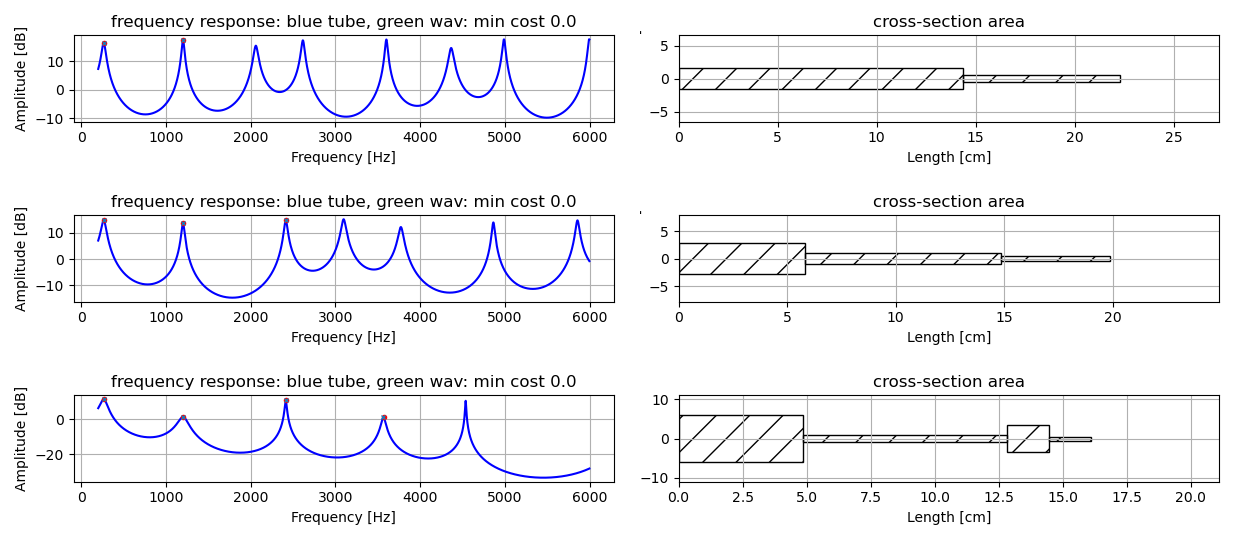 frequency response: blue tube, green wav: min cost 0.0
Amplitude [dB]
10
0
−10
0 1000 2000 3000 4000 5000 6000
Frequency [Hz]
cross-section area
5
0
−5
0 5 10 15 20 25
Length [cm]
frequency response: blue tube, green wav: min cost 0.0
Amplitude [dB]
10
0
−10
0 1000 2000 3000 4000 5000 6000
Frequency [Hz]
cross-section area
5
0
−5
0 5 10 15 20
Length [cm]
frequency response: blue tube, green wav: min cost 0.0
Amplitude [dB]
0
−20
0 1000 2000 3000 4000 5000 6000
Frequency [Hz]
cross-section area
10
0
−10
0.0 2.5 5.0 7.5 10.0 12.5 15.0 17.5 20.0
Length [cm]